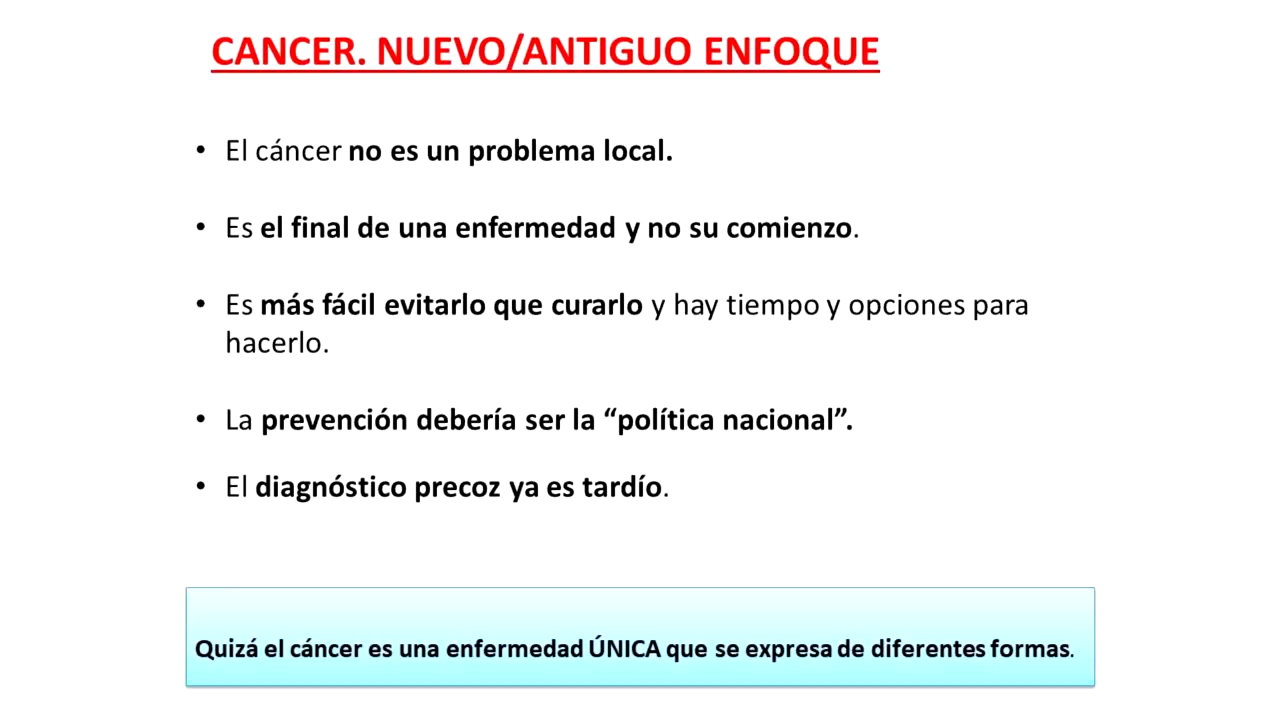 CANCER. NUEVO/ANTIGUO ENFOQUE
• El cáncer no es un problema local.
• Es el final de una enfermedad y no su comienzo.
• Es más fácil evitarlo que curarlo y hay tiempo y opciones para
hacerlo.
• La prevención debería ser la “política nacional”.
• El diagnóstico precoz ya es tardío.
Quizá el cáncer es una enfermedad ÚNICA que se expresa de diferentes formas.